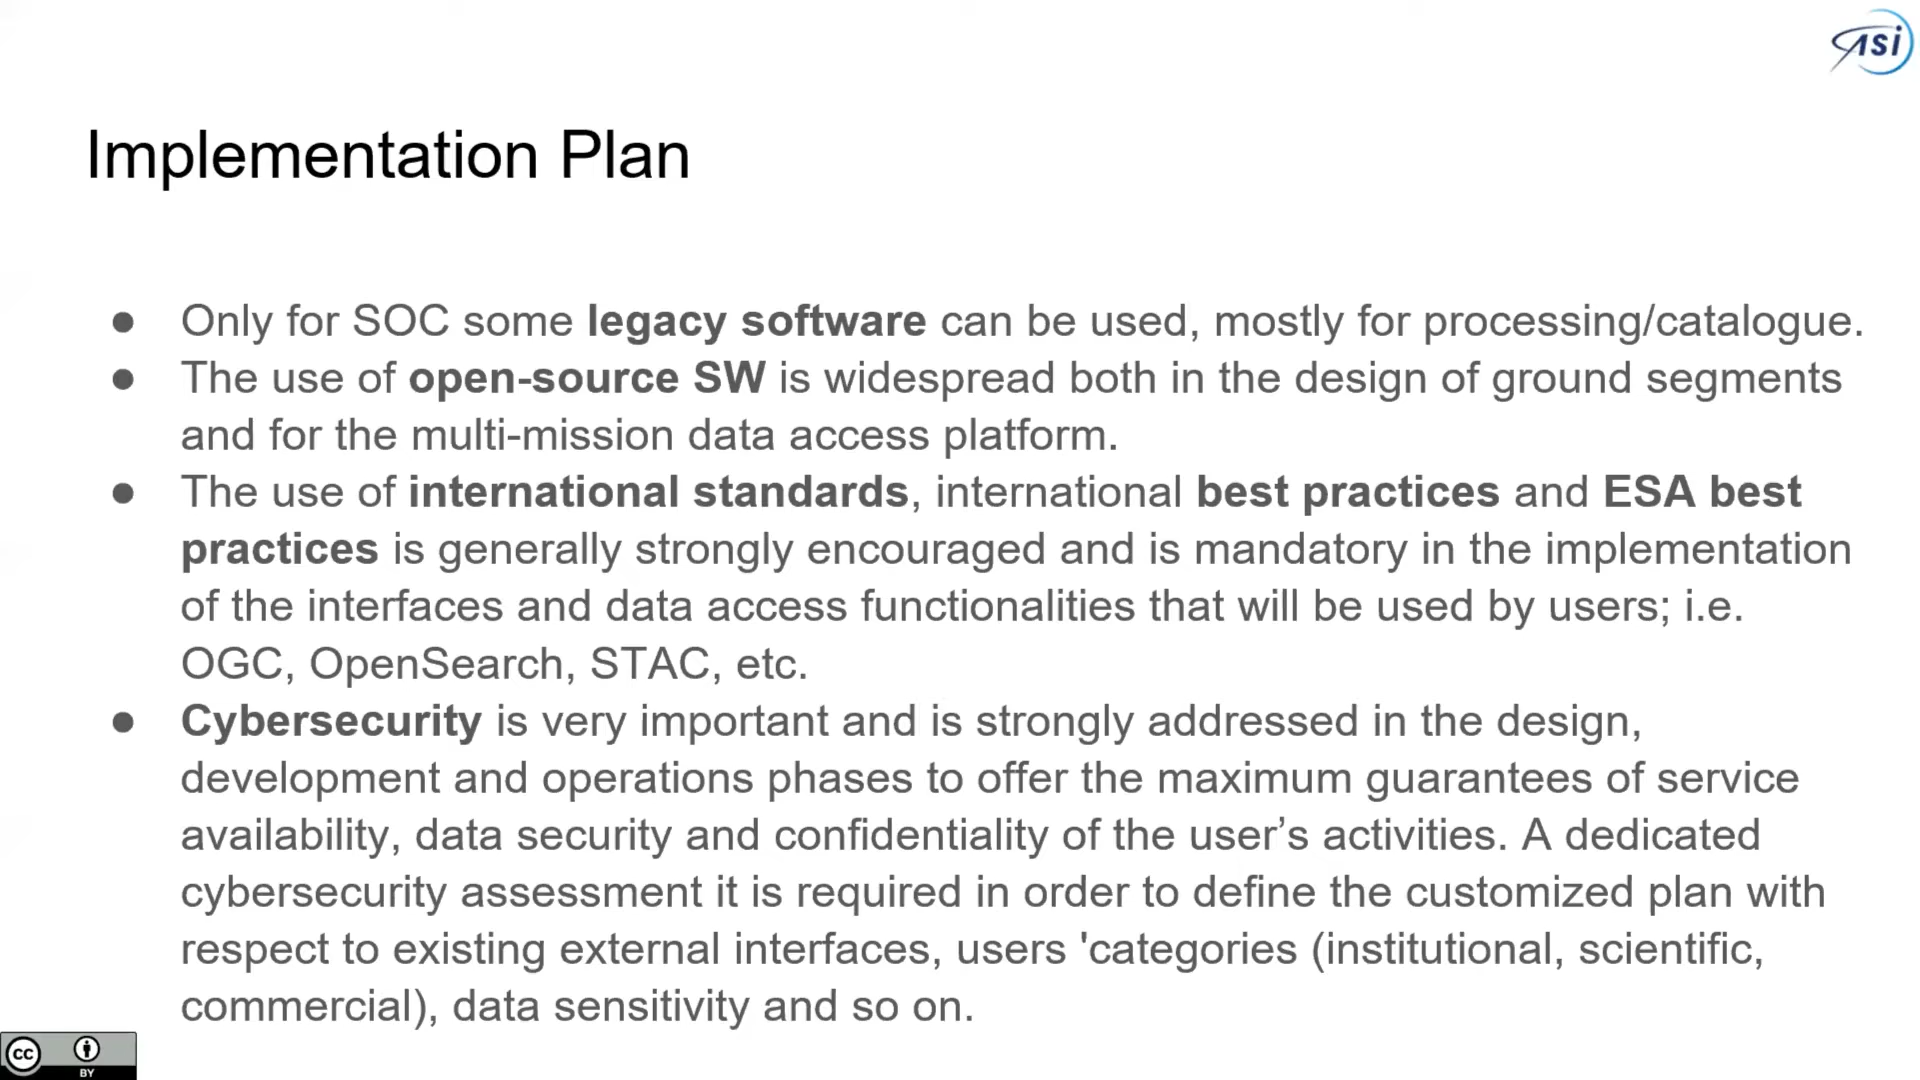 asi
Implementation Plan
● Only for SOC some legacy software can be used, mostly for processing/catalogue.
● The use of open-source SW is widespread both in the design of ground segments
and for the multi-mission data access platform.
● The use of international standards, international best practices and ESA best
practices is generally strongly encouraged and is mandatory in the implementation
of the interfaces and data access functionalities that will be used by users; i.e.
OGC, OpenSearch, STAC, etc.
● Cybersecurity is very important and is strongly addressed in the design,
development and operations phases to offer the maximum guarantees of service
availability, data security and confidentiality of the user’s activities. A dedicated
cybersecurity assessment it is required in order to define the customized plan with
respect to existing external interfaces, users 'categories (institutional, scientific,
commercial), data sensitivity and so on.
cc
BY